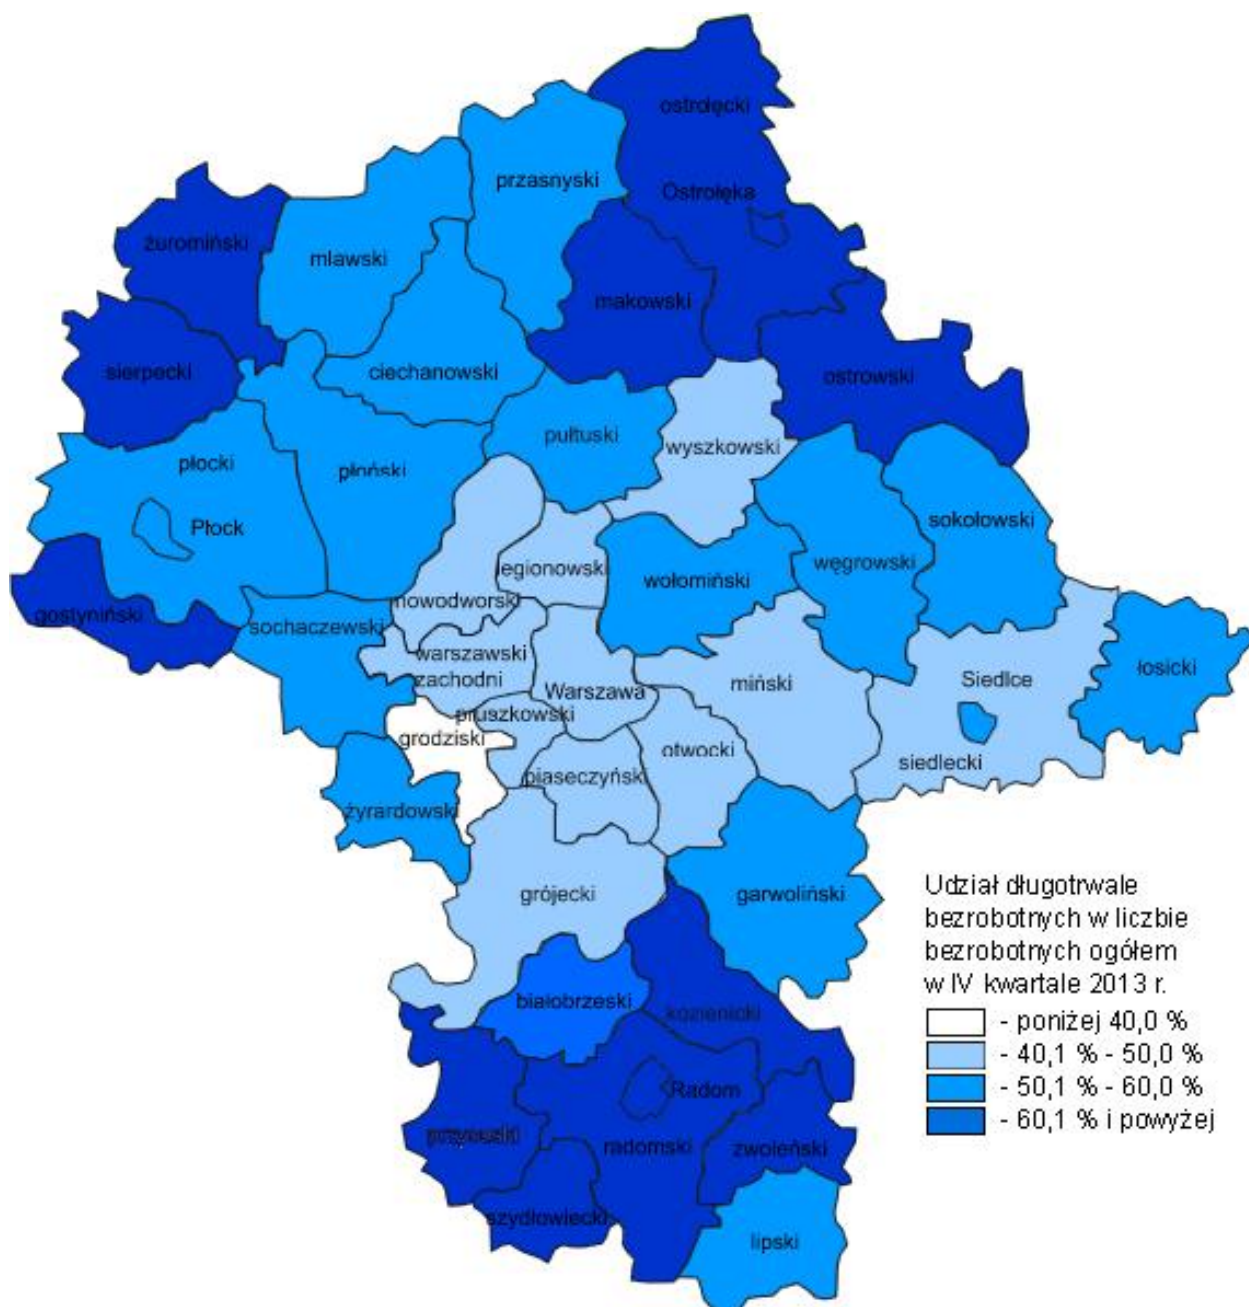 ostrołęcki
przasnyski
Ostrołęka
żuromiński
mlawski
makowski
sierpecki
ciechanowski
ostrowski
pułtuski
wyszkowski
płocki
płoński
Płock
sokołowski
legionowski
wołomiński
węgrowski
nowodworski
gostyniński
sochaczewski
warszawski
zachodni
Warszawa
miński
Siedlce
łosicki
pruszkowski
grodziski
otwocki
siedlecki
piaseczyński
żyrardowski
grójecki
garwoliński
Udział długotrwale
bezrobotnych w liczbie
bezrobotnych ogółem
w IV kwartale 2013 r.
- poniżej 40,0 %
- 40,1 % - 50,0 %
- 50,1 % - 60,0 %
- 60,1 % i powyżej
białobrzeski
kozienicki
Radom
przysuski
radomski
zwoleński
szydłowiecki
lipski